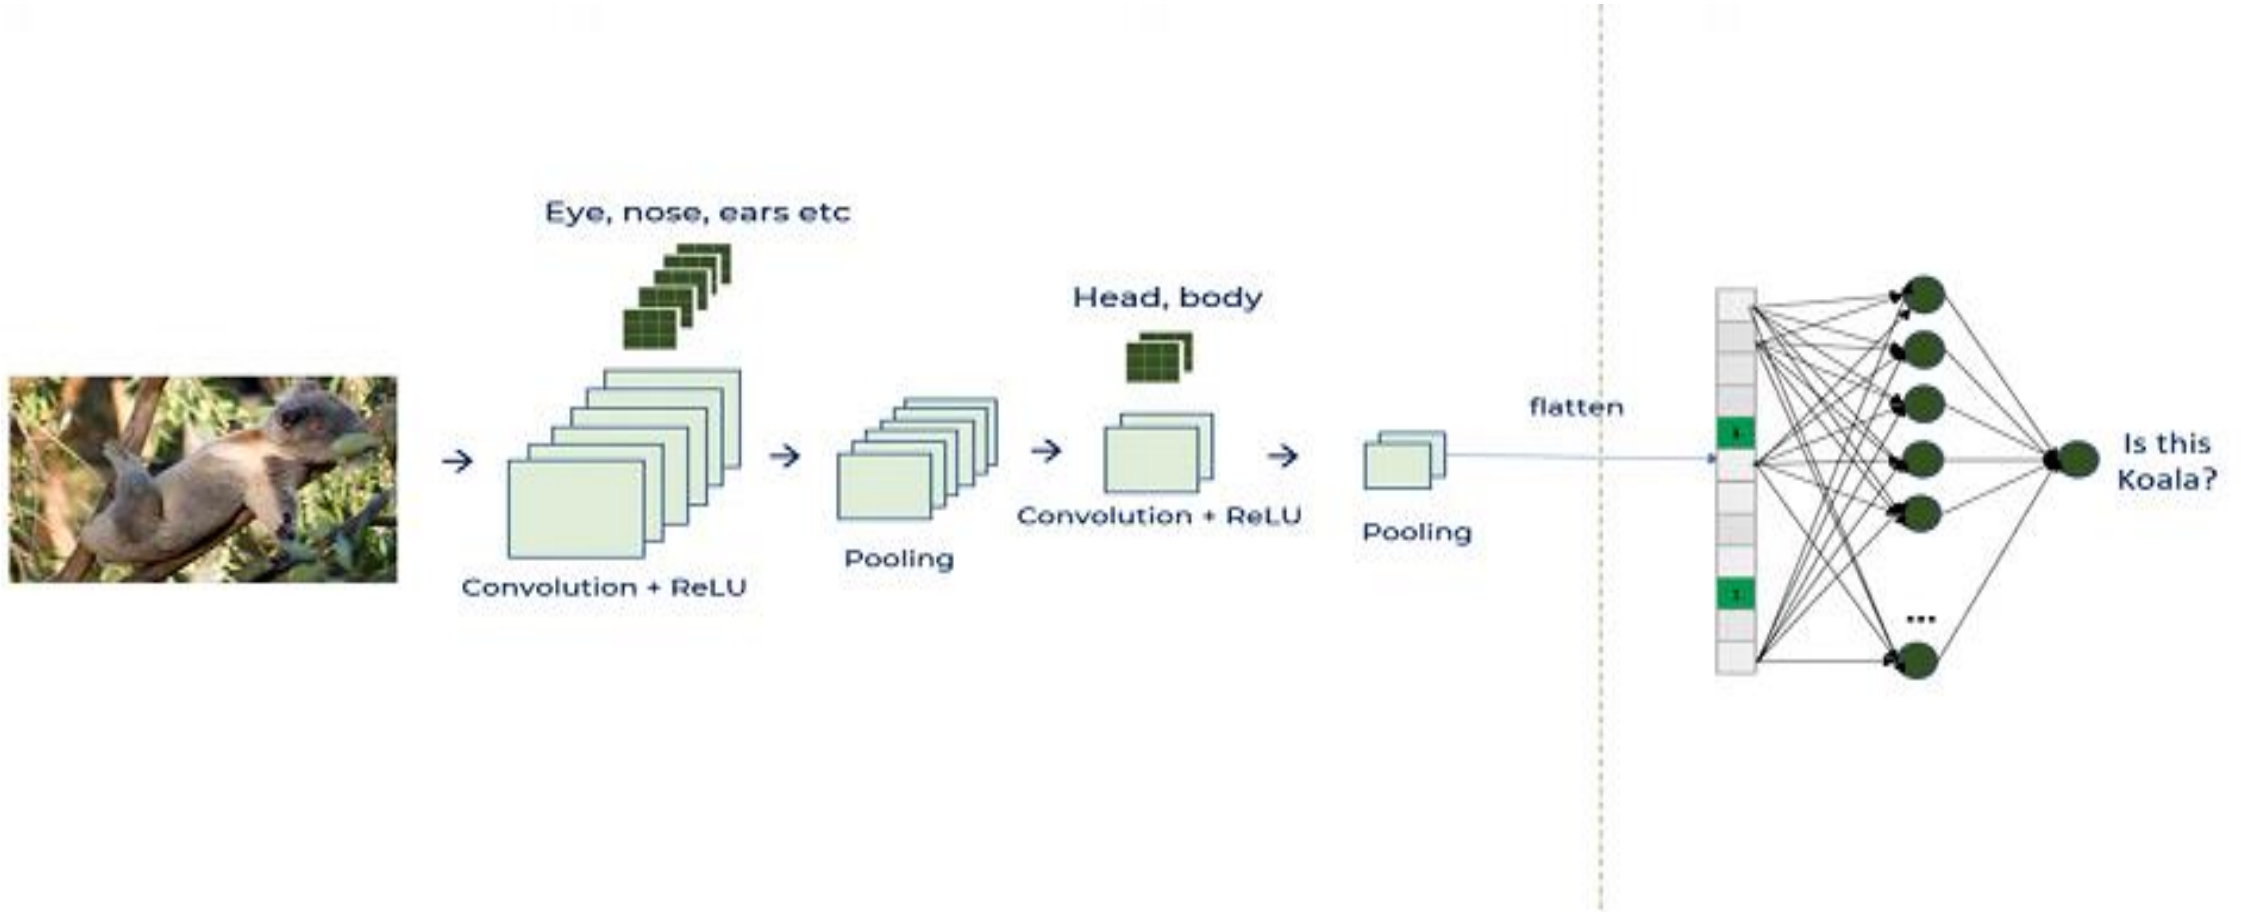 Eye, nose, ears etc
Head, body
Convolution + ReLU
Pooling
Convolution + ReLU
Pooling
flatten
...
Is this
Koala?